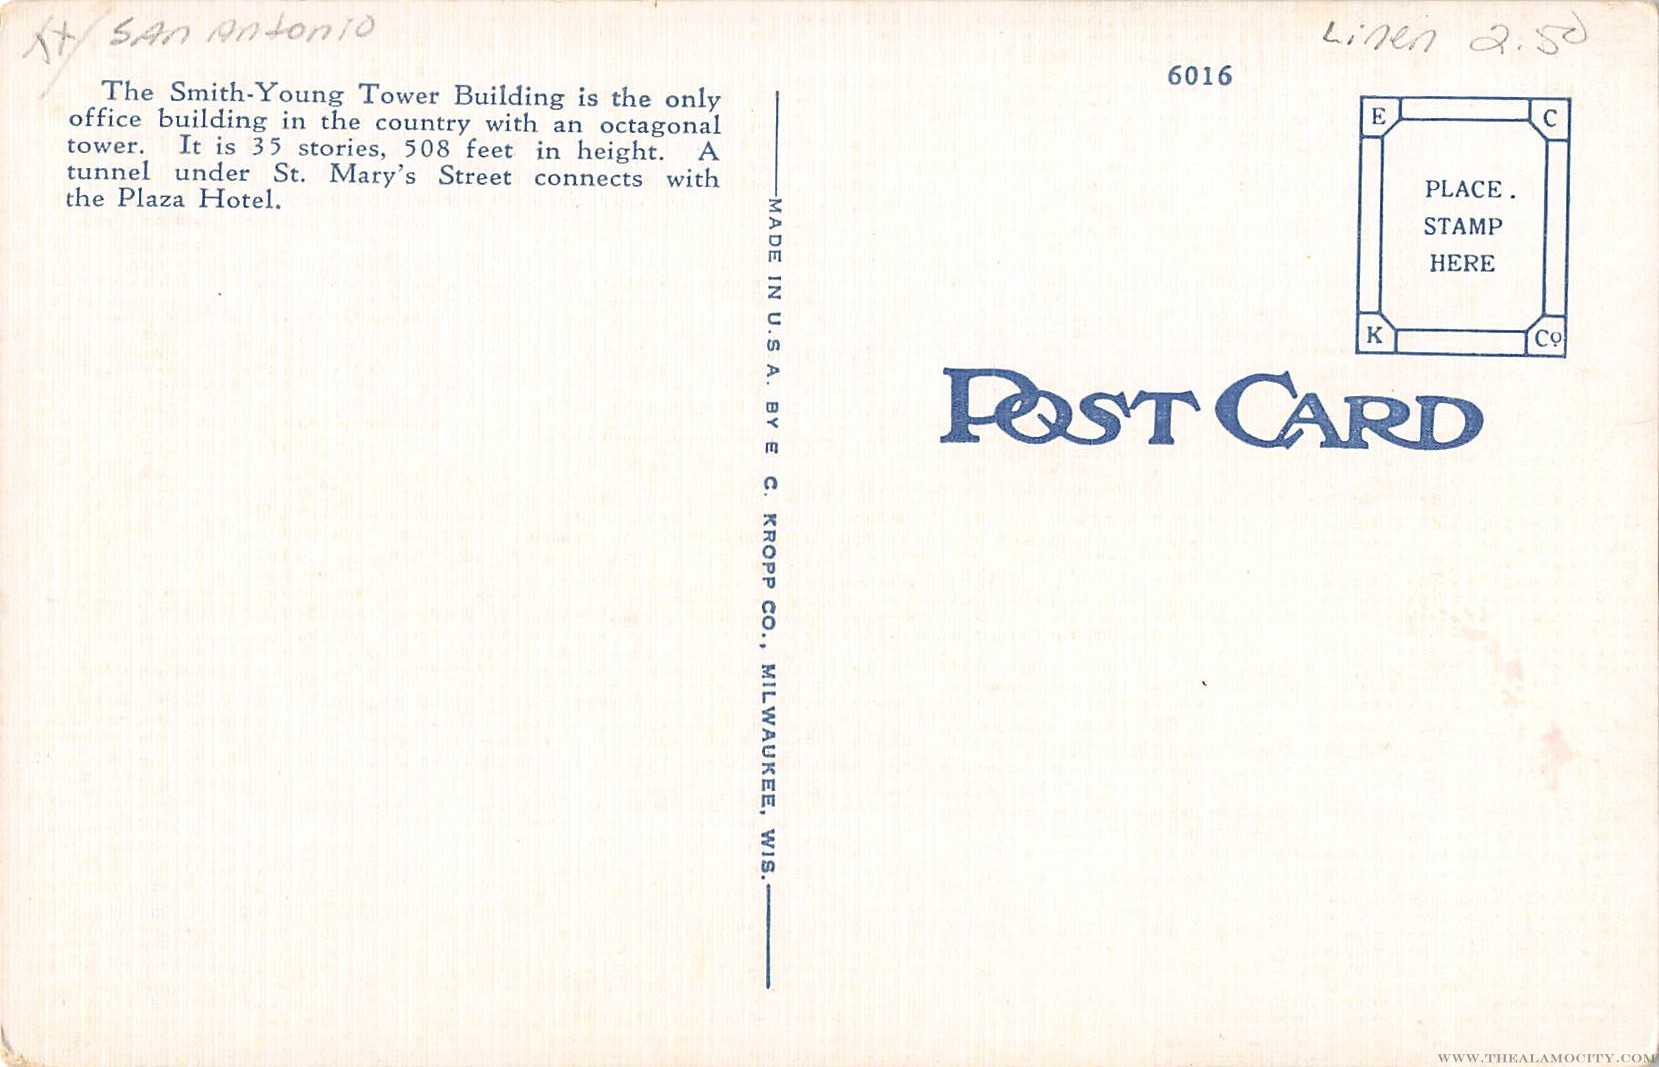 SAN ANTONIO
Linen 2.50
The Smith-Young Tower Building is the only
office building in the country with an octagonal
tower. It is 35 stories, 508 feet in height. A
tunnel under St. Mary's Street connects with
the Plaza Hotel.
MADE IN U.S A. BY E C. KROPP CO., MILWAUKEE, WIS.
6016
E C
PLACE.
STAMP
HERE
K Co
POST CARD
WWW.THEALAMOCITY.COM